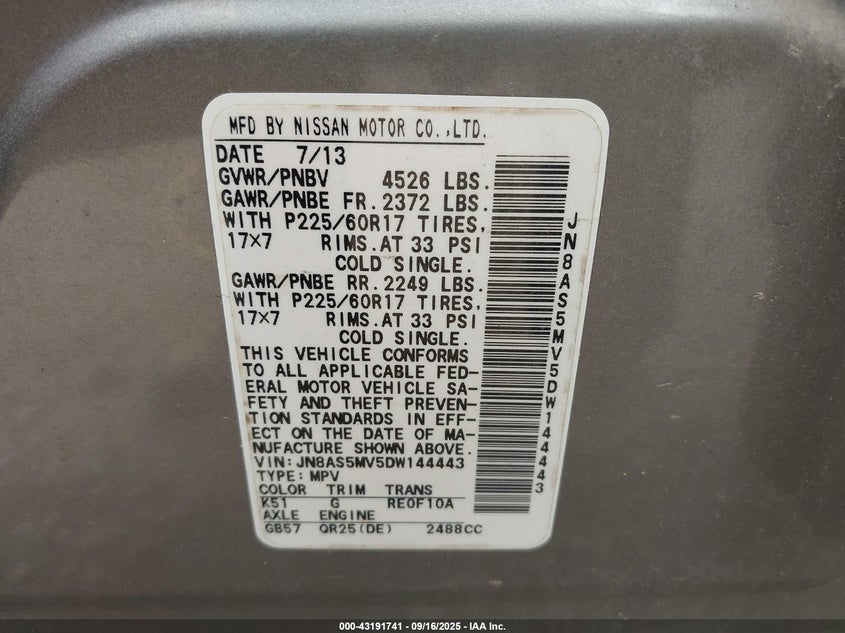 MFD BY NISSAN MOTOR CO.,LTD.
DATE 7/13
GVWR/PNBV 4526 LBS.
GAWR/PNBE FR.2372 LBS.
WITH P225/60R17 TIRES,
17×7 RIMS.AT 33 PSI
COLD SINGLE.
GAWR/PNBE RR.2249 LBS.
WITH P225/60R17 TIRES,
17×7 RIMS.AT 33 PSI
COLD SINGLE.
THIS VEHICLE CONFORMS
TO ALL APPLICABLE FED-
ERAL MOTOR VEHICLE SA-
FETY AND THEFT PREVEN-
TION STANDARDS IN EFF-
ECT ON THE DATE OF MA-
NUFACTURE SHOWN ABOVE.
VIN:JN8AS5MV5DW144443
TYPE:MPV
COLOR TRIM TRANS
K51 G RE0F10A
AXLE ENGINE
GB57 QR25(DE) 2488CC
JN8AS5MV5DW144443
000-43191741 - 09/16/2025 - IAA Inc.